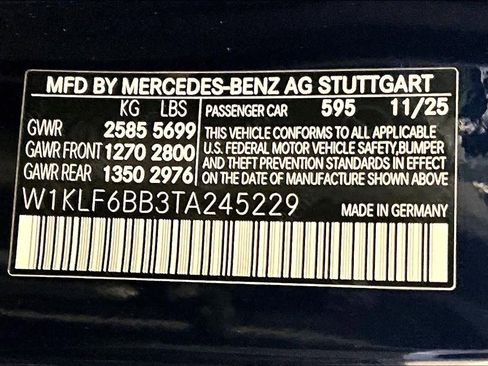 MFD BY MERCEDES-BENZ AG STUTTGART
KG LBS PASSENGER CAR 595 11/25
GVWR 2585 5699 THIS VEHICLE CONFORMS TO ALL APPLICABLE
GAWR FRONT 1270 2800 U.S. FEDERAL MOTOR VEHICLE SAFETY,BUMPER
GAWR REAR 1350 2976 AND THEFT PREVENTION STANDARDS IN EFFECT
ON THE DATE OF MANUFACTURE SHOWN ABOVE.
W1KLF6BB3TA245229 MADE IN GERMANY